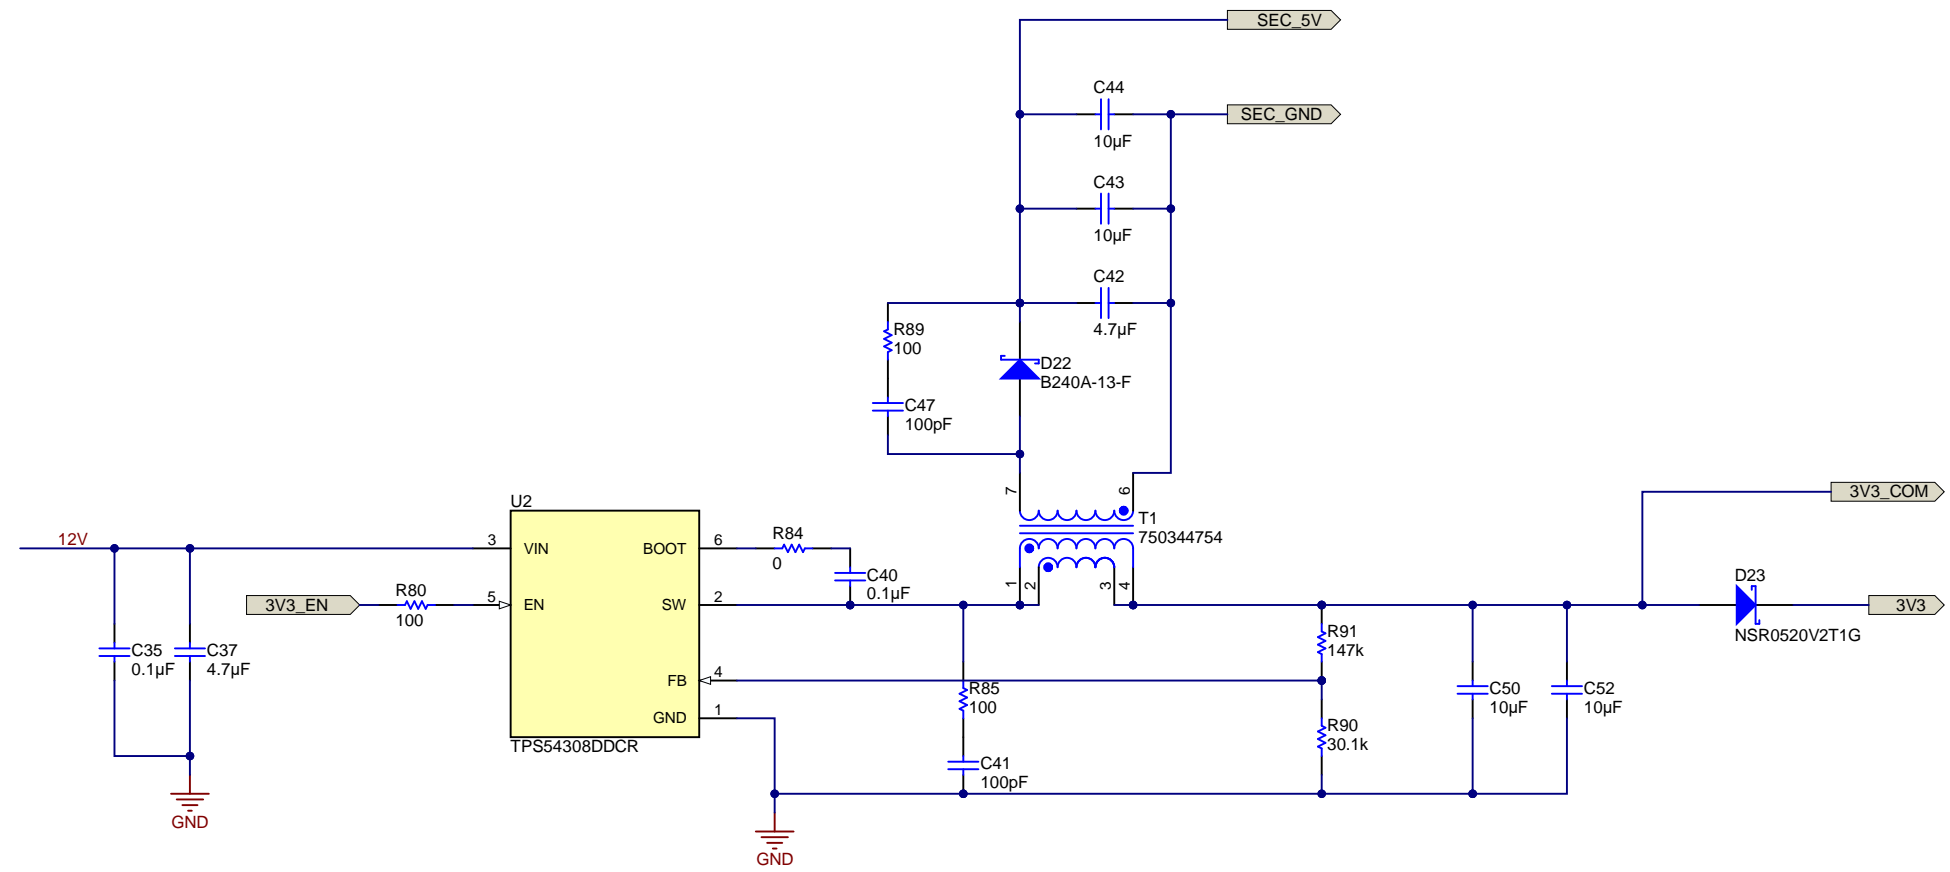 SEC_5V
C44
SEC_GND
10µF
C43
10µF
C42
4.7µF
R89
100
D22
B240A-13-F
C47
100pF
7
6
T1
750344754
1
2
3
4
3V3_COM
U2
12V
3
VIN
BOOT
6
R84
0
C40
0.1µF
3V3_EN
R80
100
5
EN
SW
2
D23
NSR0520V2T1G
3V3
C35
0.1µF
C37
4.7µF
R91
147k
FB
4
R85
100
C50
10µF
C52
10µF
GND
1
R90
30.1k
TPS54308DDCR
C41
100pF
GND
GND